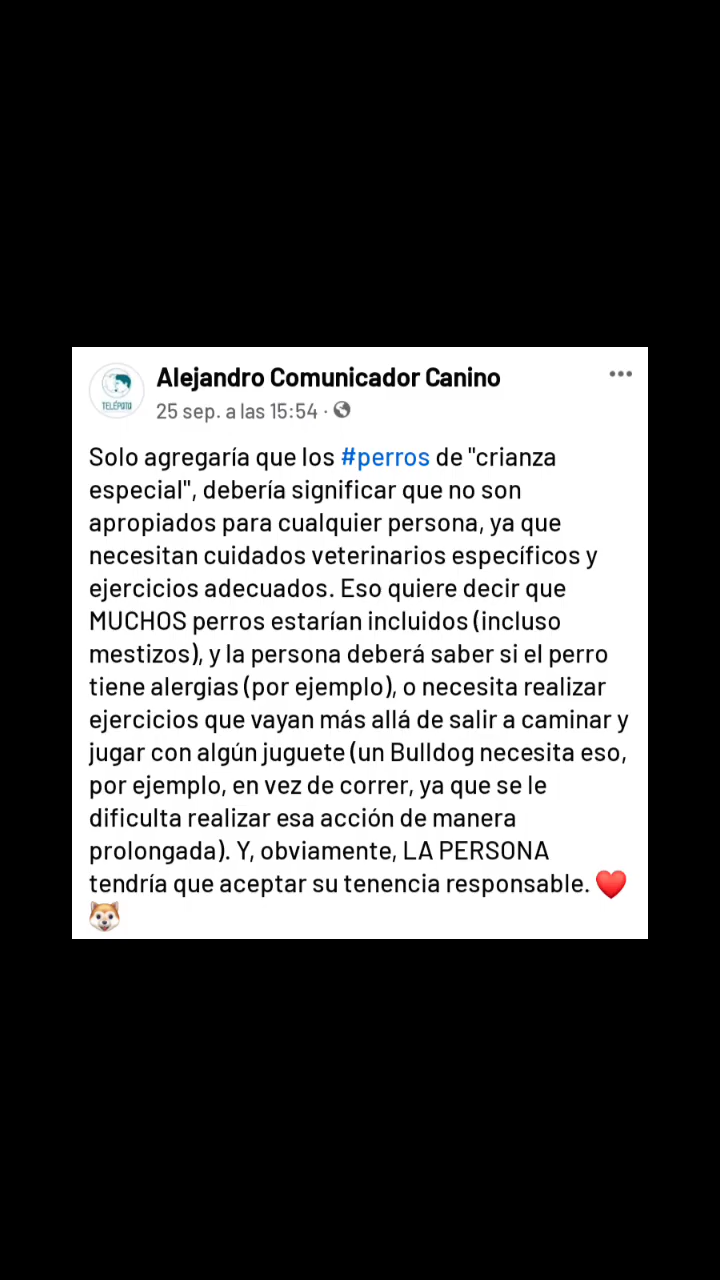 Alejandro Comunicador Canino
25 sep. a las 15:54 ·
TELÉPATA
Solo agregaría que los #perros de "crianza
especial", debería significar que no son
apropiados para cualquier persona, ya que
necesitan cuidados veterinarios específicos y
ejercicios adecuados. Eso quiere decir que
MUCHOS perros estarían incluidos (incluso
mestizos), y la persona deberá saber si el perro
tiene alergias (por ejemplo), o necesita realizar
ejercicios que vayan más allá de salir a caminar y
jugar con algún juguete (un Bulldog necesita eso,
por ejemplo, en vez de correr, ya que se le
dificulta realizar esa acción de manera
prolongada). Y, obviamente, LA PERSONA
tendría que aceptar su tenencia responsable. ❤️
🐶